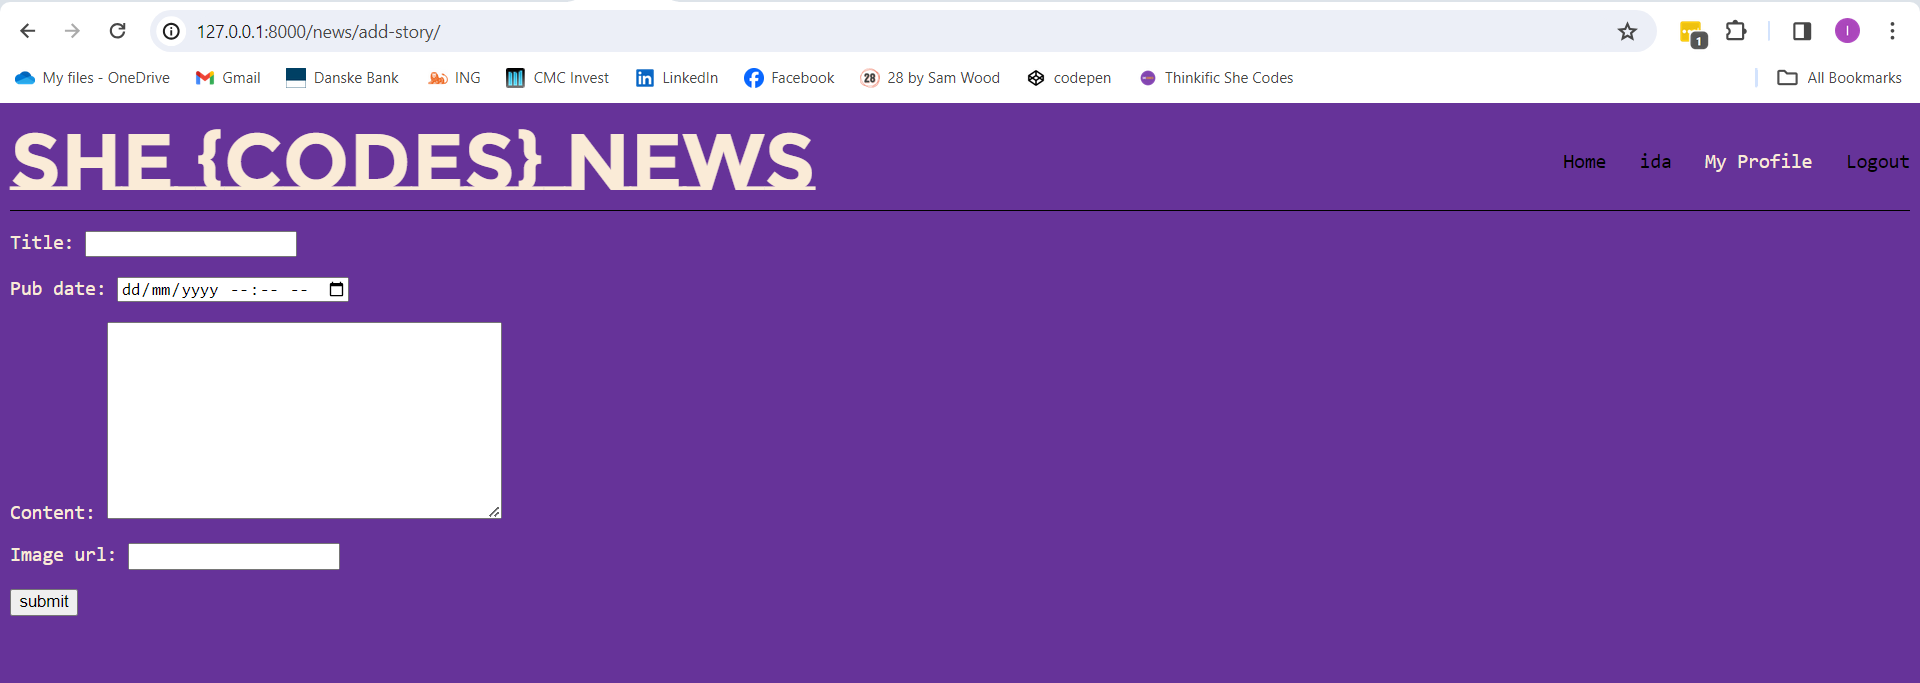 127.0.0.1:8000/news/add-story/
1
I
My files - OneDrive Gmail Danske Bank ING CMC Invest LinkedIn Facebook 28 28 by Sam Wood codepen Thinkific She Codes All Bookmarks
SHE {CODES} NEWS
Home ida My Profile Logout
Title:
Pub date: dd/mm/yyyy --:-- --
Content:
Image url:
submit